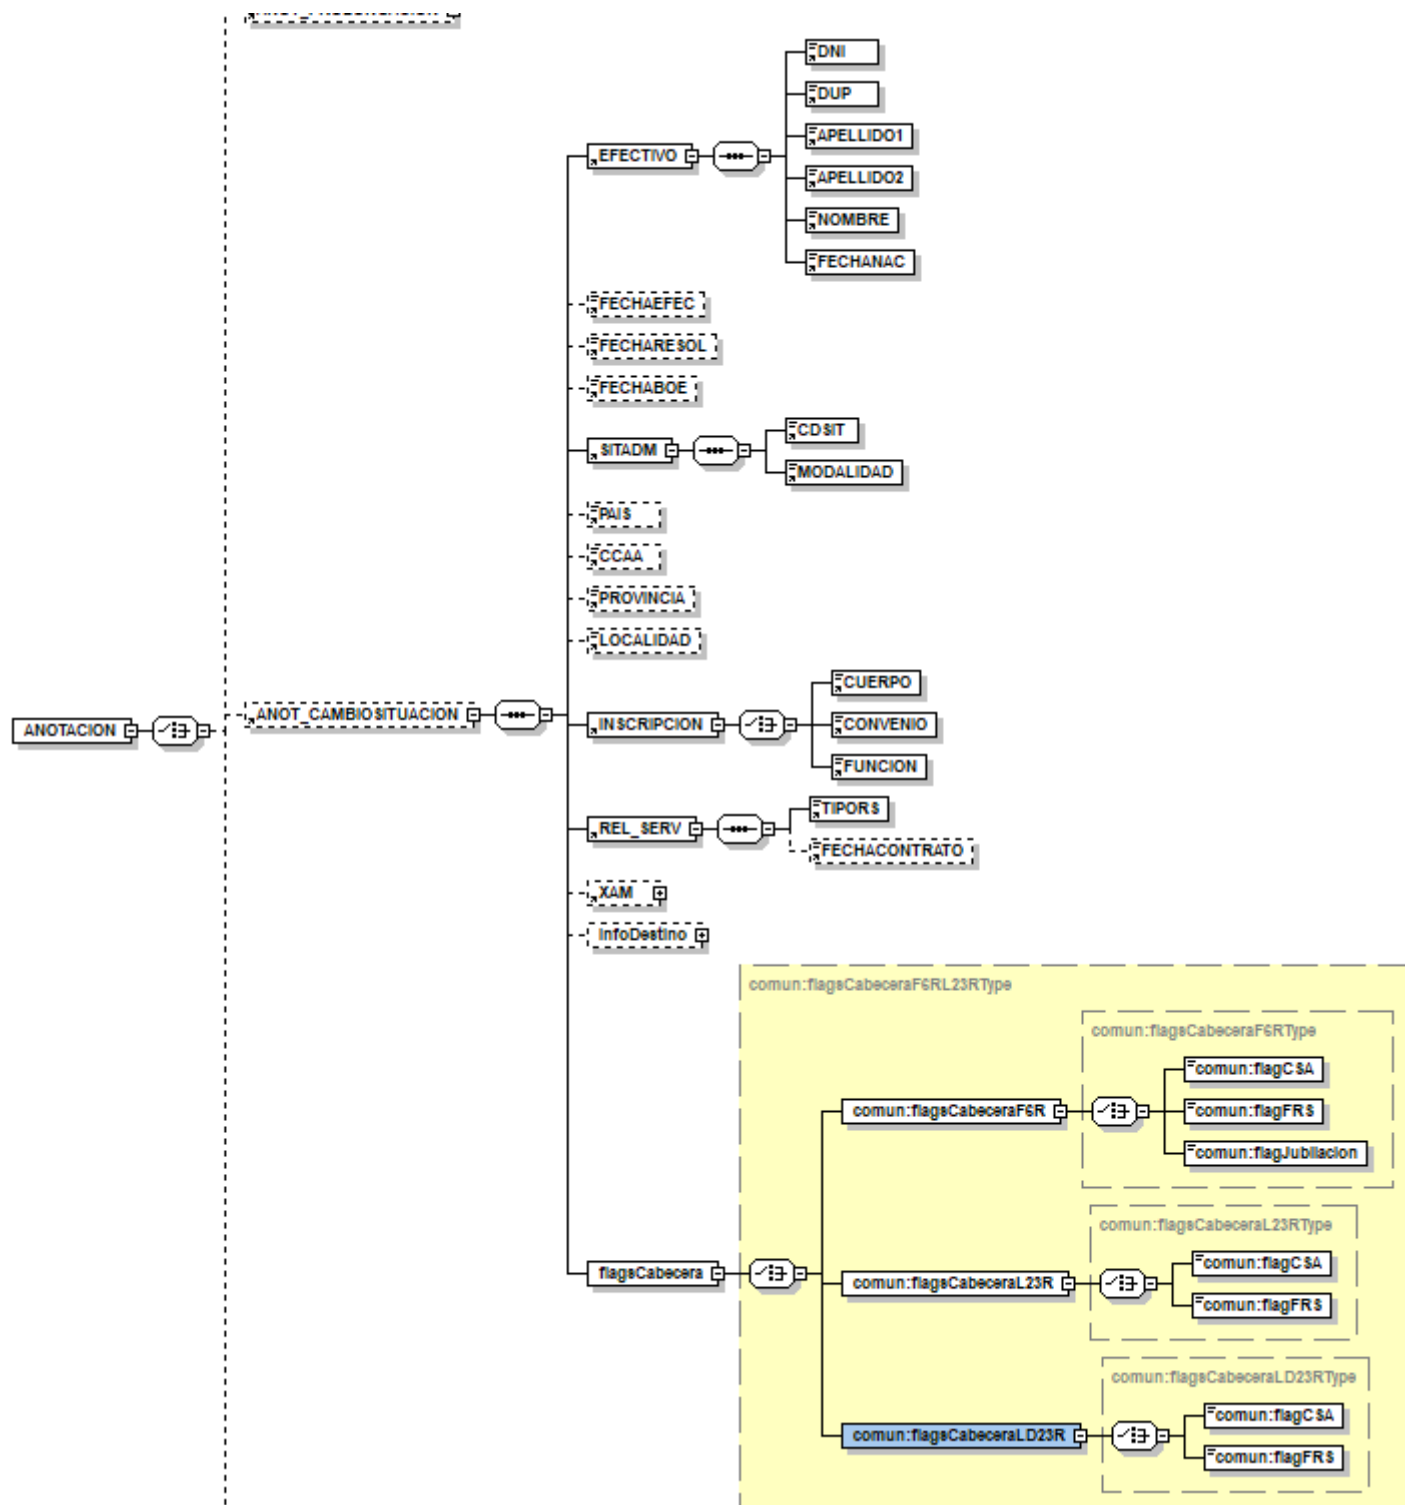 DNI
DUP
APELLIDO1
APELLIDO2
NOMBRE
FECHANAC
EFECTIVO
FECHAEFEC
FECHARESOL
FECHABOE
SITADM
CDSIT
MODALIDAD
PAIS
CCAA
PROVINCIA
LOCALIDAD
ANOTACION
ANOT_CAMBIOSITUACION
INSCRIPCION
CUERPO
CONVENIO
FUNCION
REL_SERV
TIPORS
FECHACONTRATO
XAM
infoDestino
comun:flagsCabeceraF6RL23RType
comun:flagsCabeceraF6RType
comun:flagsCabeceraF6R
comun:flagCSA
comun:flagFRS
comun:flagJubilacion
flagsCabecera
comun:flagsCabeceraL23RType
comun:flagsCabeceraL23R
comun:flagCSA
comun:flagFRS
comun:flagsCabeceraLD23RType
comun:flagsCabeceraLD23R
comun:flagCSA
comun:flagFRS